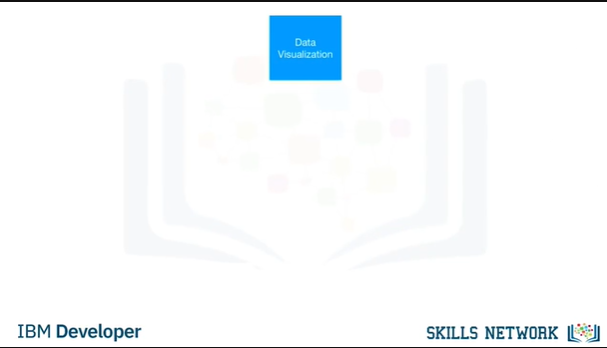 Data
Visualization
IBM Developer
SKILLS NETWORK